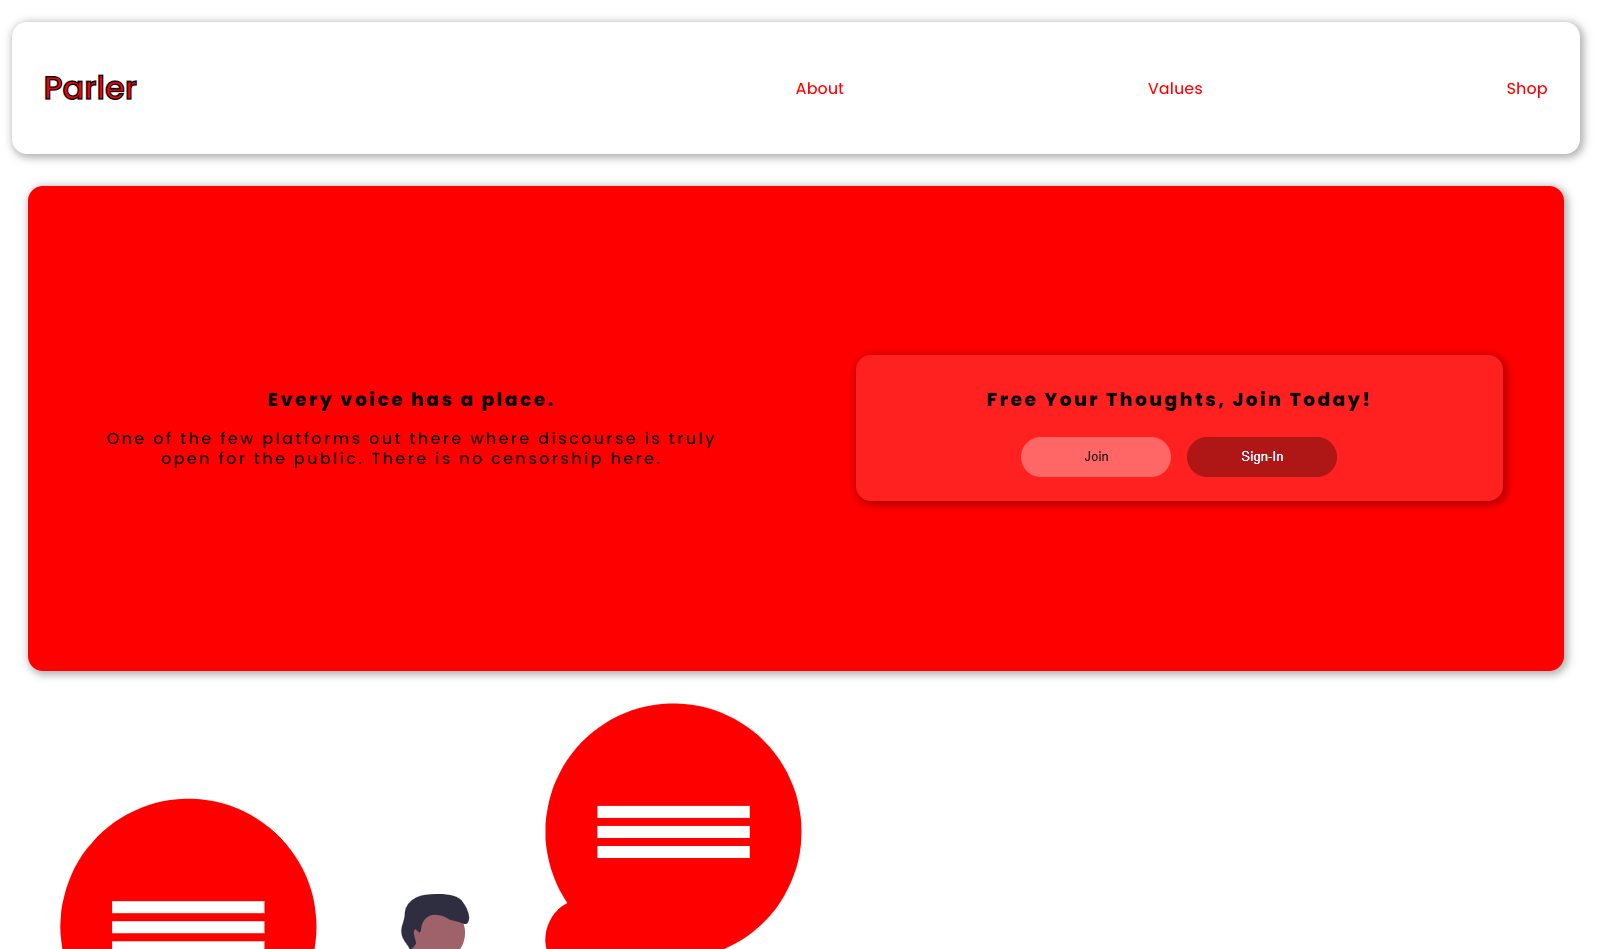 Parler
About
Values
Shop
Every voice has a place.
One of the few platforms out there where discourse is truly
open for the public. There is no censorship here.
Free Your Thoughts, Join Today!
Join
Sign-In